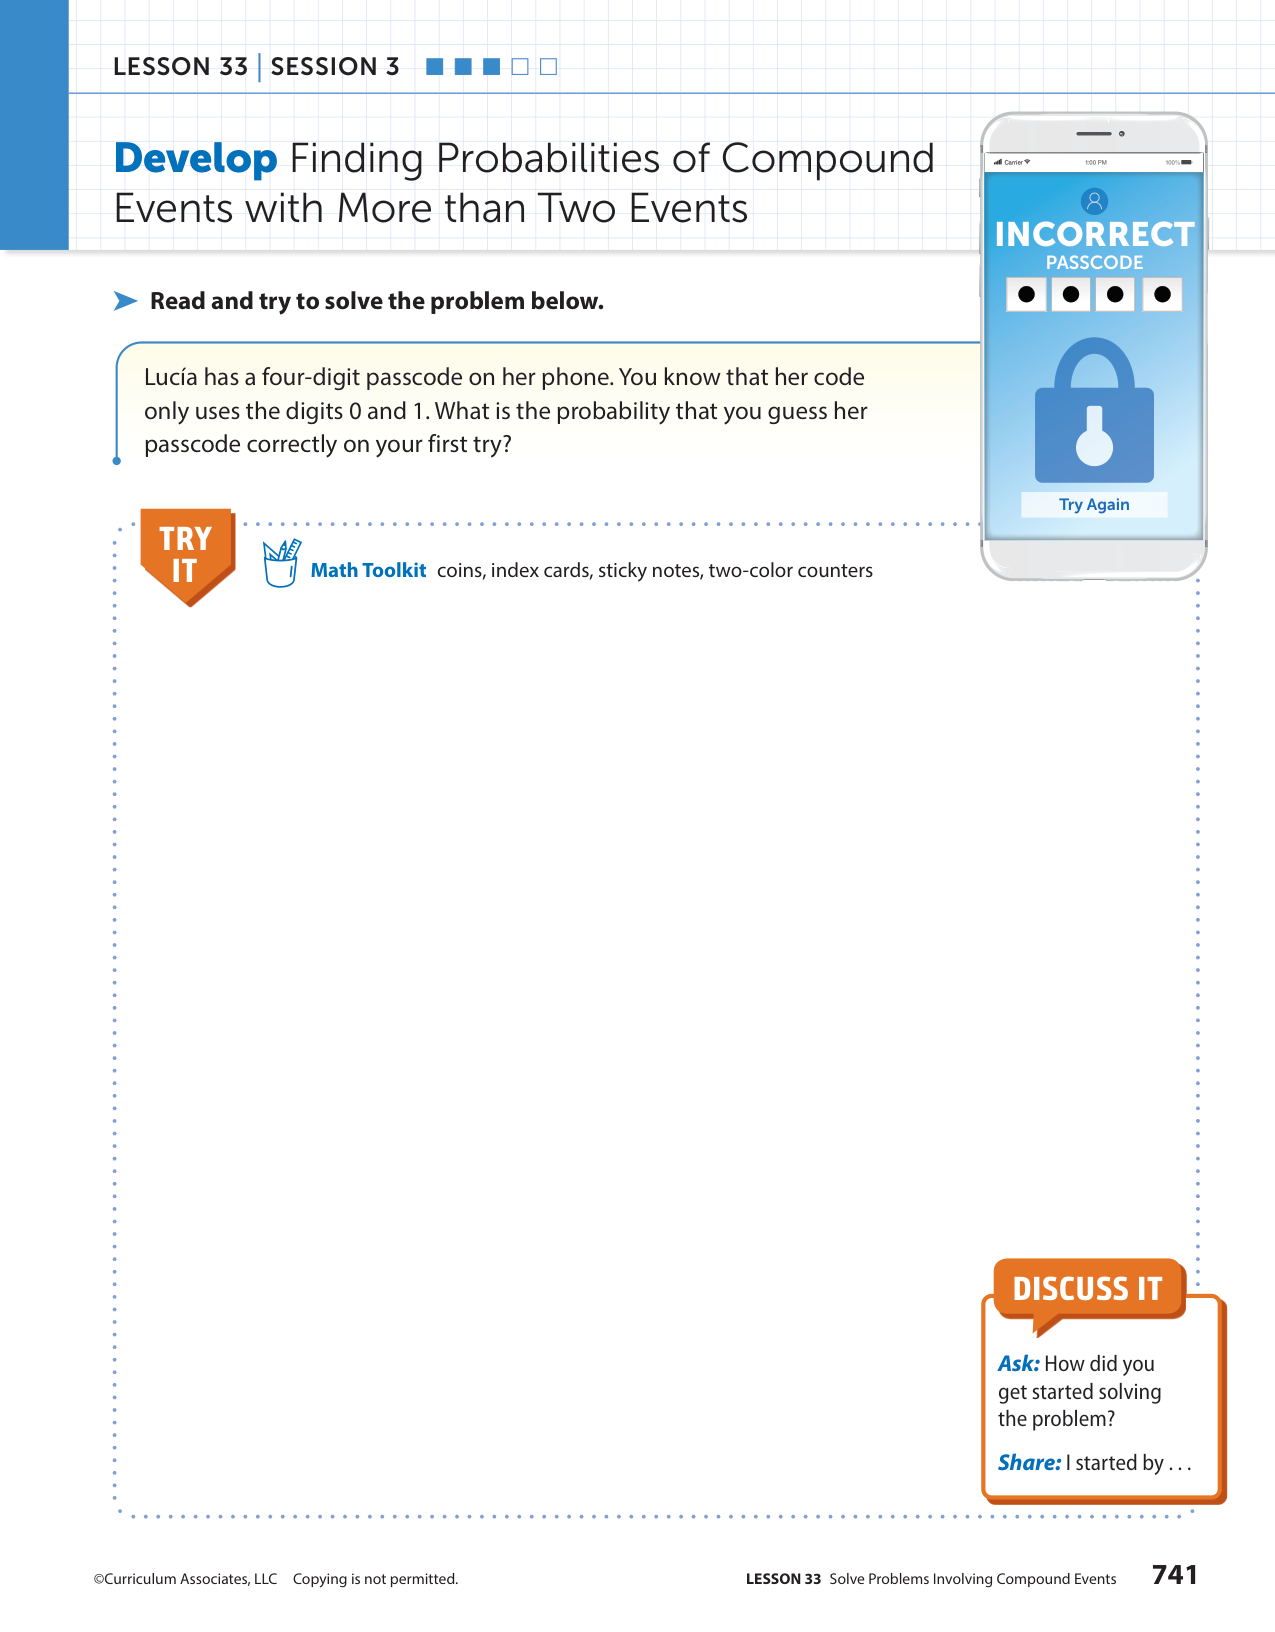 LESSON 33 | SESSION 3
Develop Finding Probabilities of Compound
Events with More than Two Events
Carrier 1:00 PM 100%
INCORRECT
PASSCODE
Try Again
Read and try to solve the problem below.
Lucía has a four-digit passcode on her phone. You know that her code
only uses the digits 0 and 1. What is the probability that you guess her
passcode correctly on your first try?
TRY
IT
Math Toolkit coins, index cards, sticky notes, two-color counters
DISCUSS IT
Ask: How did you
get started solving
the problem?
Share: I started by . . .
©Curriculum Associates, LLC Copying is not permitted.
LESSON 33 Solve Problems Involving Compound Events 741